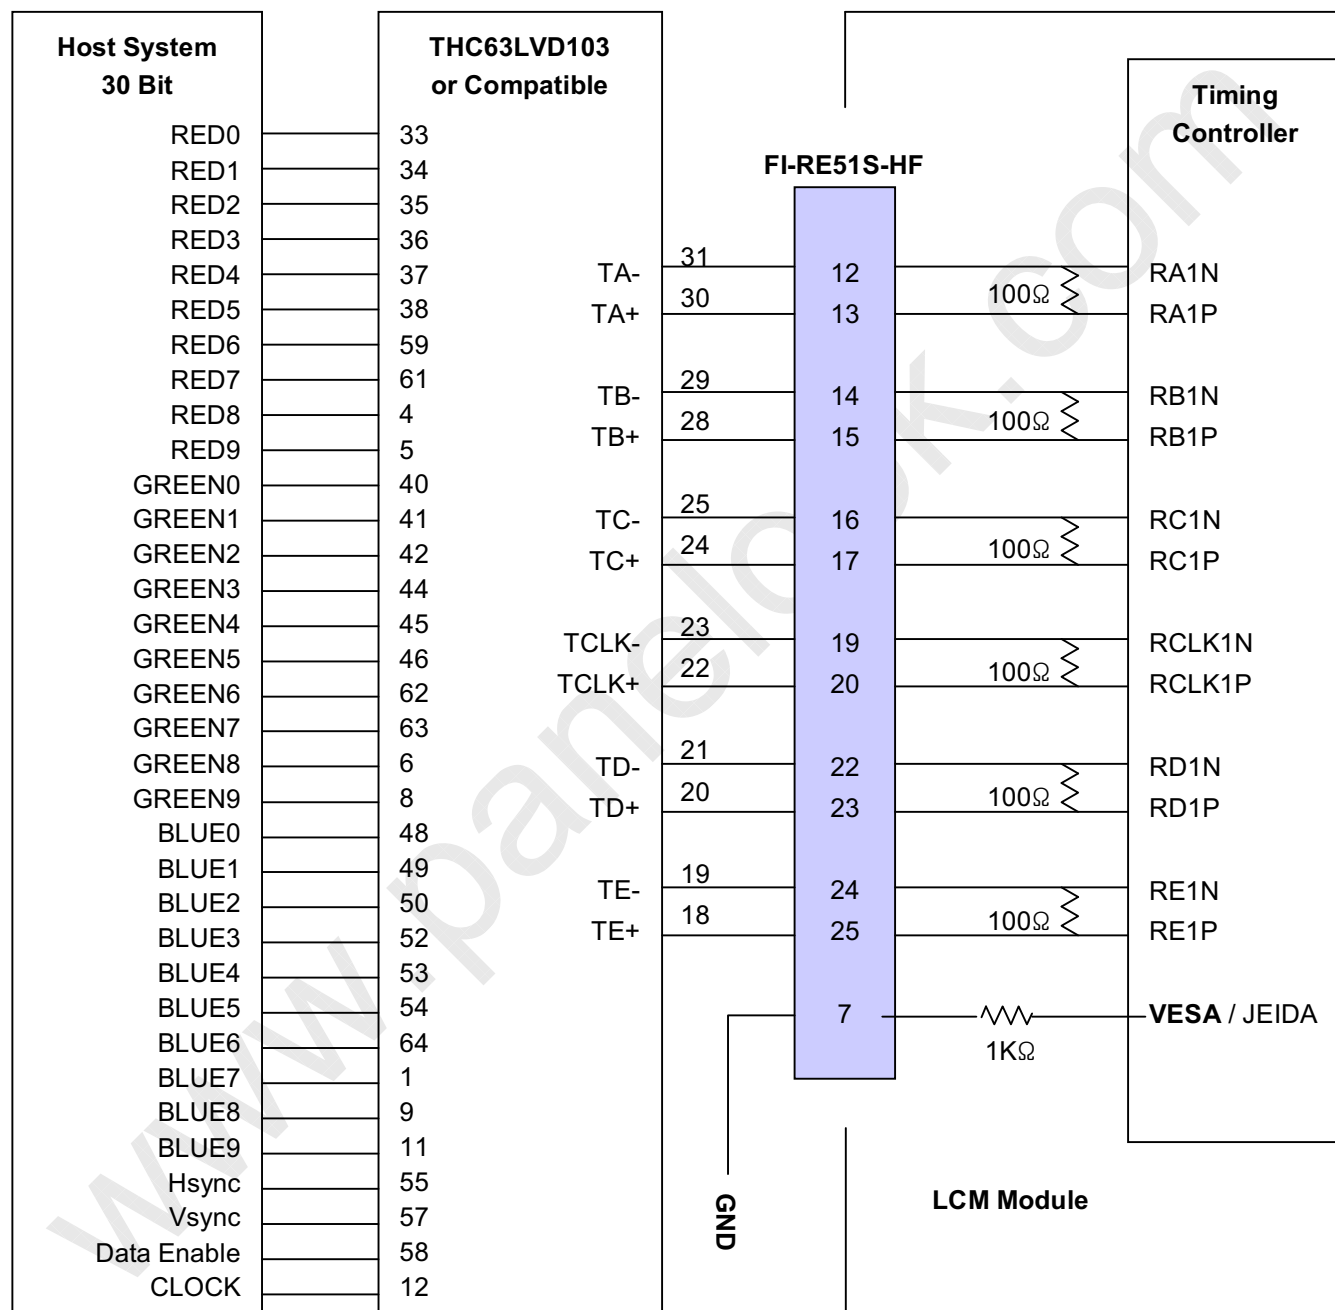 Host System
30 Bit
RED0
RED1
RED2
RED3
RED4
RED5
RED6
RED7
RED8
RED9
GREEN0
GREEN1
GREEN2
GREEN3
GREEN4
GREEN5
GREEN6
GREEN7
GREEN8
GREEN9
BLUE0
BLUE1
BLUE2
BLUE3
BLUE4
BLUE5
BLUE6
BLUE7
BLUE8
BLUE9
Hsync
Vsync
Data Enable
CLOCK
THC63LVD103
or Compatible
33
34
35
36
37
38
59
61
4
5
40
41
42
44
45
46
62
63
6
8
48
49
50
52
53
54
64
1
9
11
55
57
58
12
TA-
TA+
TB-
TB+
TC-
TC+
TCLK-
TCLK+
TD-
TD+
TE-
TE+
31
30
29
28
25
24
23
22
21
20
19
18
FI-RE51S-HF
12
13
14
15
16
17
19
20
22
23
24
25
7
GND
100Ω
100Ω
100Ω
100Ω
100Ω
100Ω
1KΩ
Timing
Controller
RA1N
RA1P
RB1N
RB1P
RC1N
RC1P
RCLK1N
RCLK1P
RD1N
RD1P
RE1N
RE1P
VESA / JEIDA
LCM Module
www.panelook.com